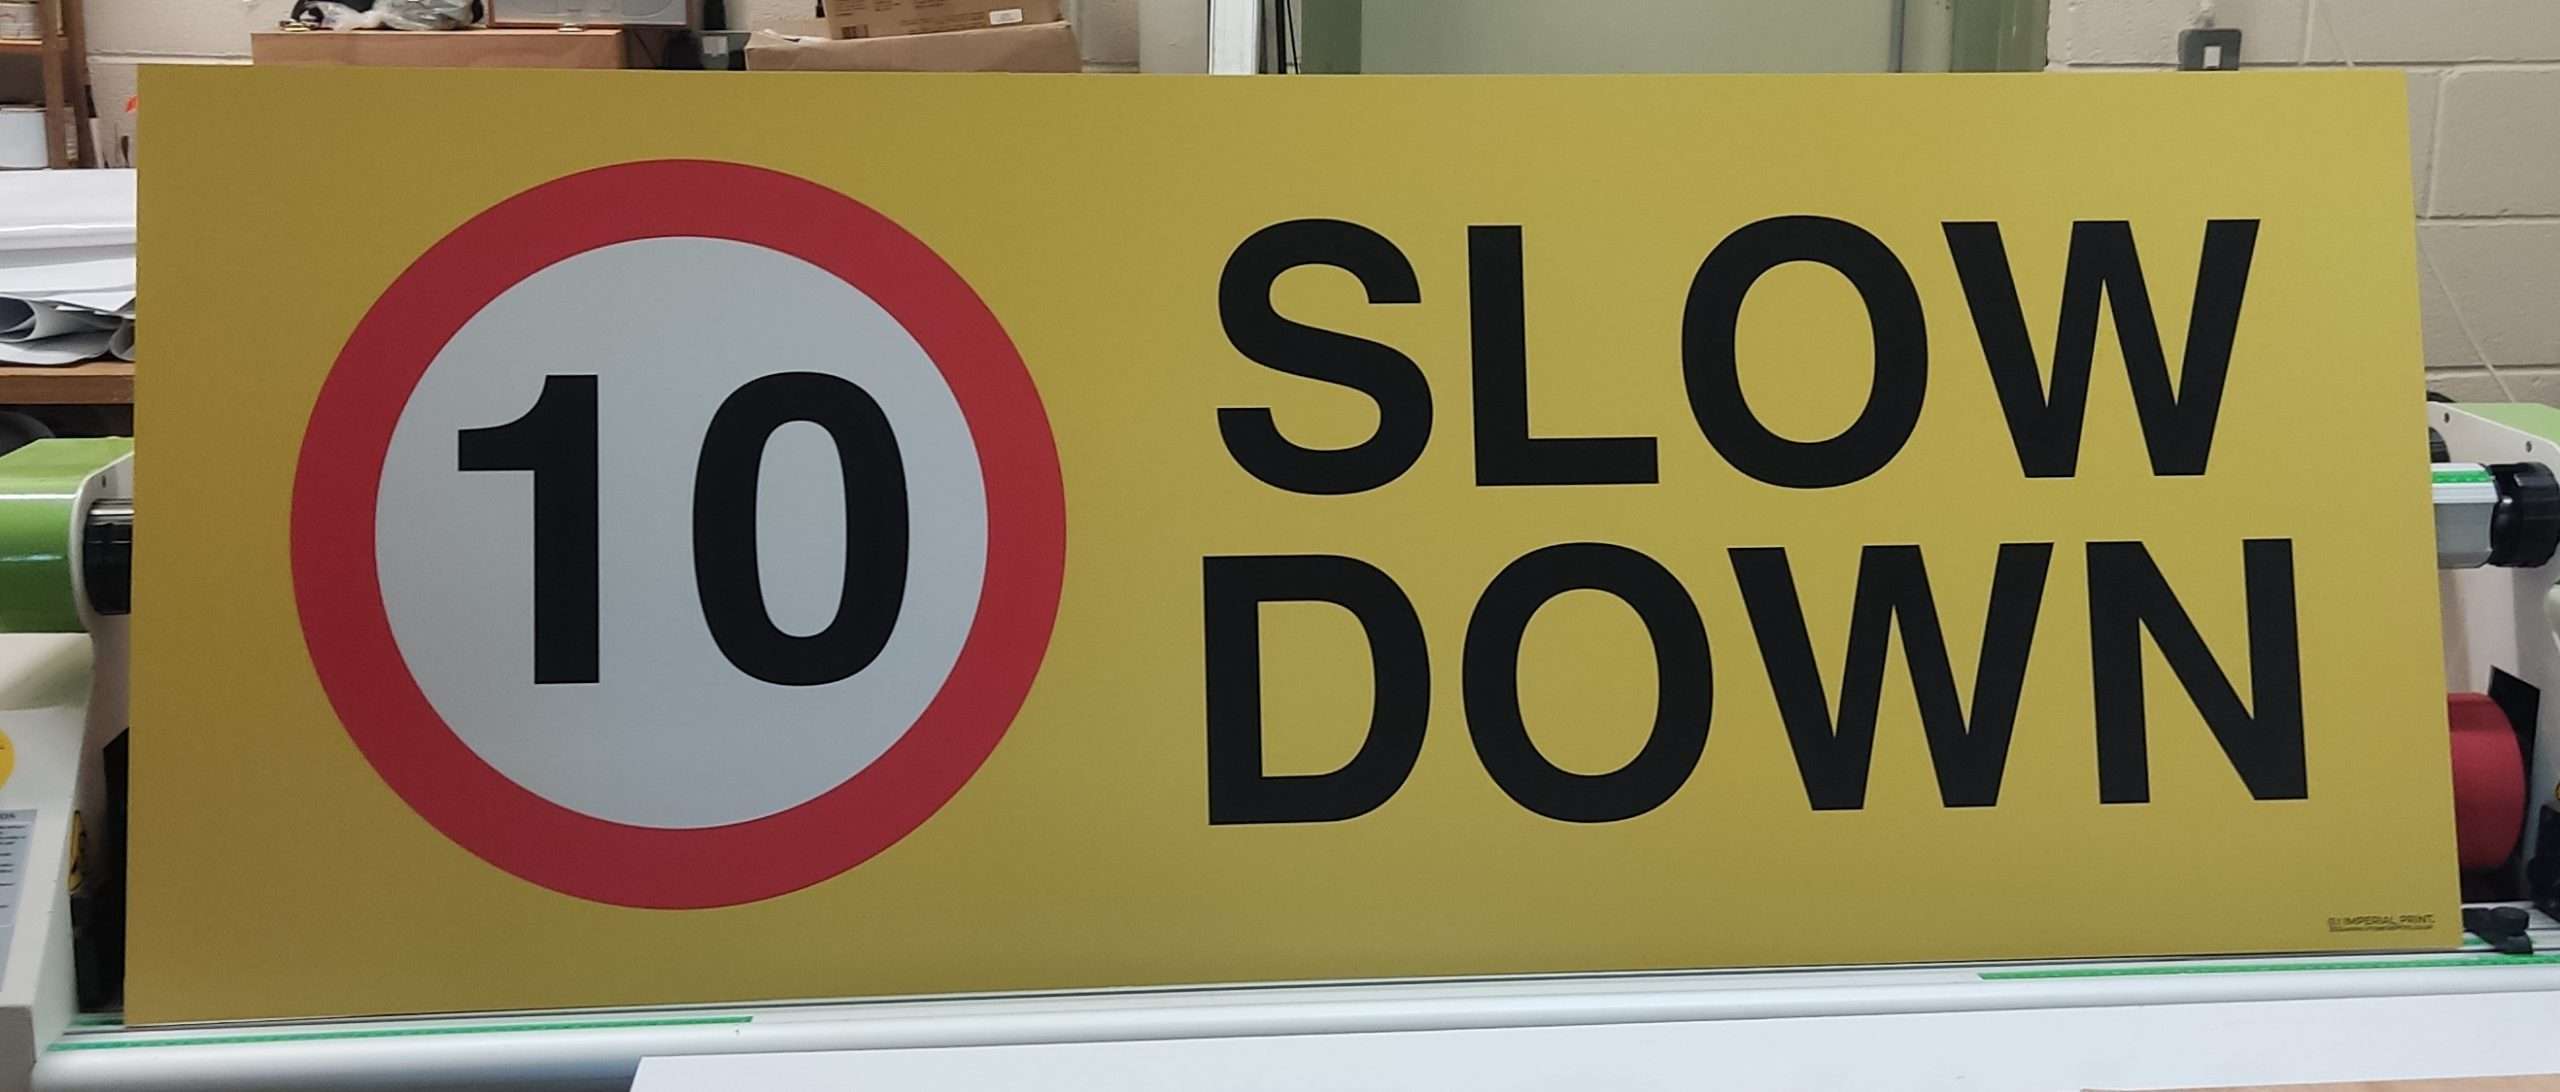 10
SLOW
DOWN
IMPERIAL PRINT